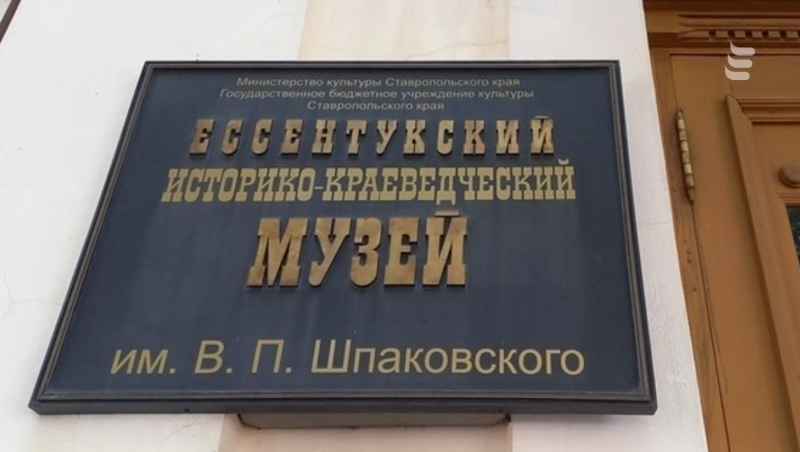 Министерство культуры Ставропольского края
Государственное бюджетное учреждение культуры
Ставропольского края
ЕССЕНТУКСКИЙ
ИСТОРИКО-КРАЕВЕДЧЕСКИЙ
МУЗЕЙ
им. В. П. Шпаковского